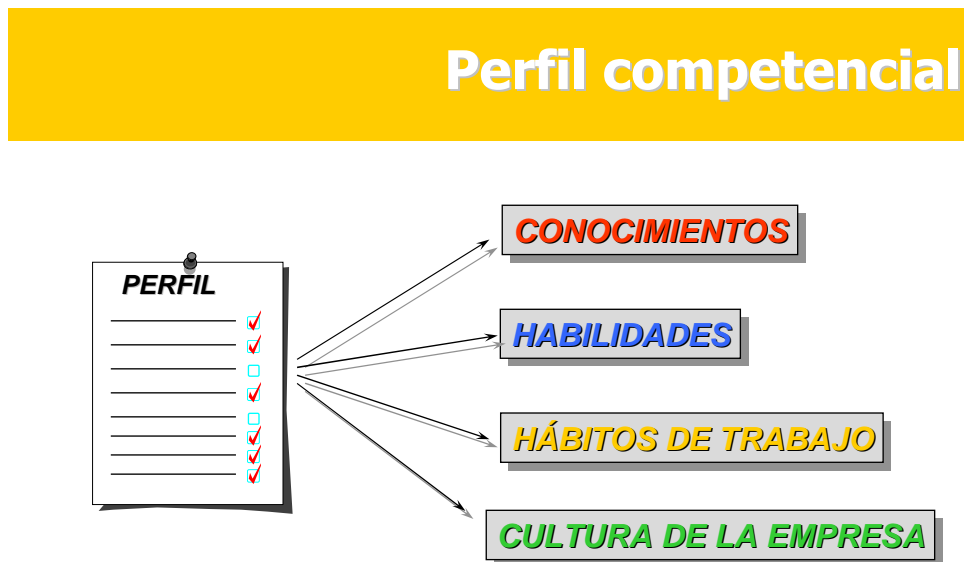 Perfil competencial
PERFIL
CONOCIMIENTOS
HABILIDADES
HÁBITOS DE TRABAJO
CULTURA DE LA EMPRESA